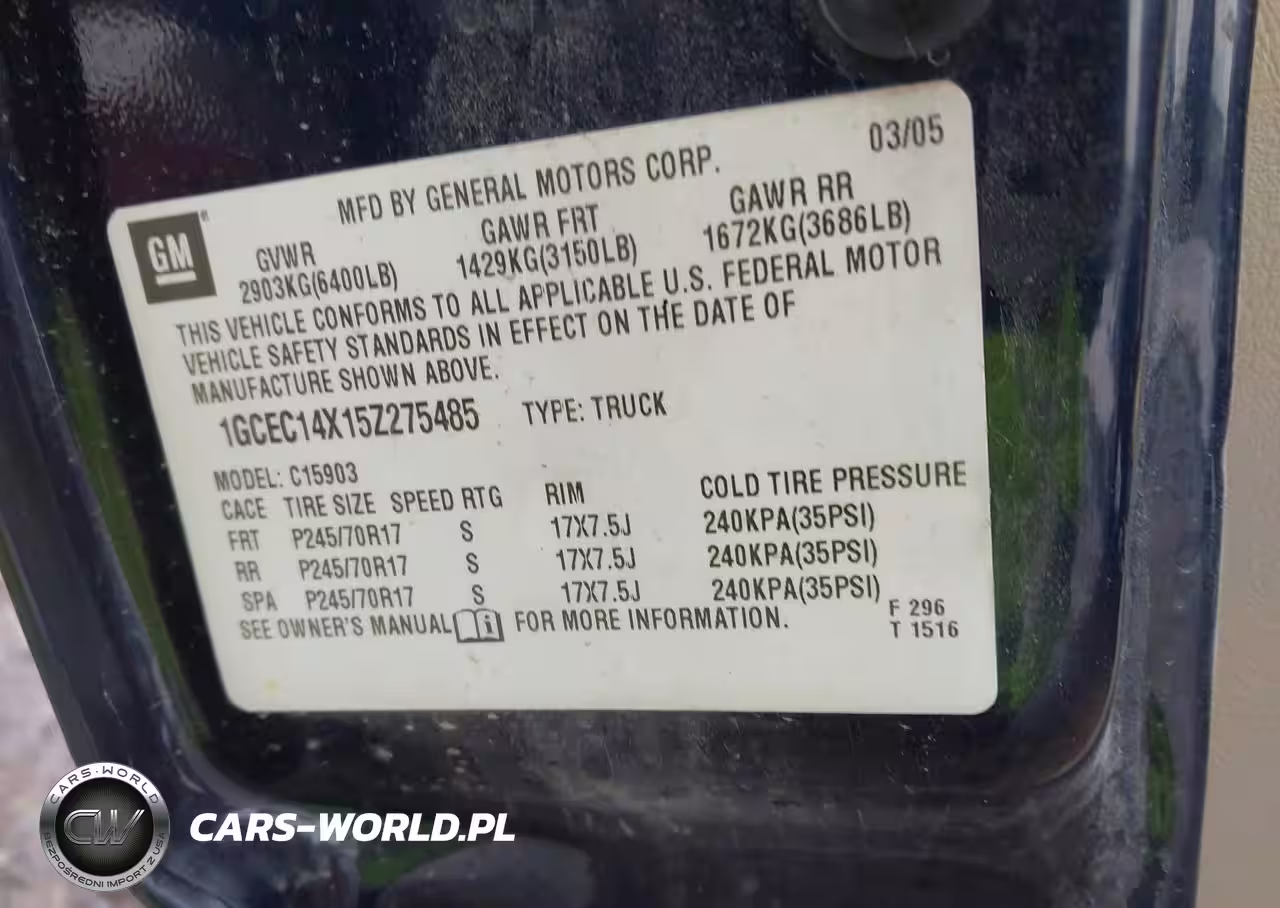 03/05
MFD BY GENERAL MOTORS CORP.
GM
GVWR GAWR FRT GAWR RR
2903KG(6400LB) 1429KG(3150LB) 1672KG(3686LB)
THIS VEHICLE CONFORMS TO ALL APPLICABLE U.S. FEDERAL MOTOR
VEHICLE SAFETY STANDARDS IN EFFECT ON THE DATE OF
MANUFACTURE SHOWN ABOVE.
1GCEC14X15Z275485 TYPE: TRUCK
MODEL: C15903
CACE TIRE SIZE SPEED RTG RIM COLD TIRE PRESSURE
FRT P245/70R17 S 17X7.5J 240KPA(35PSI)
RR P245/70R17 S 17X7.5J 240KPA(35PSI)
SPA P245/70R17 S 17X7.5J 240KPA(35PSI)
SEE OWNER'S MANUAL i FOR MORE INFORMATION.
F 296
T 1516
CARS-WORLD
CW
BEZPOŚREDNI IMPORT Z USA
CARS-WORLD.PL